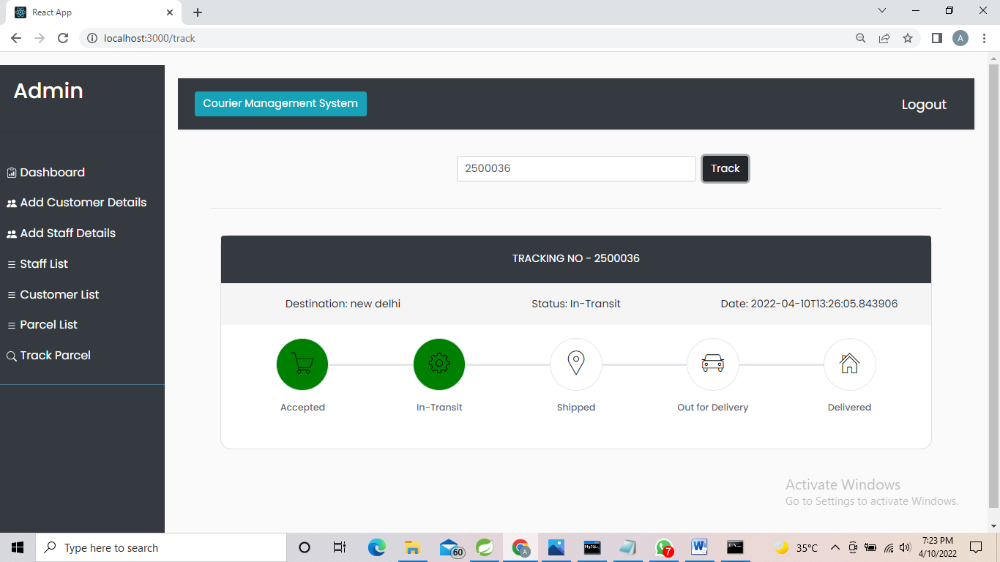 React App
localhost:3000/track
A
Admin
Courier Management System
Logout
Dashboard
Add Customer Details
Add Staff Details
Staff List
Customer List
Parcel List
Track Parcel
2500036
Track
TRACKING NO - 2500036
Destination: new delhi
Status: In-Transit
Date: 2022-04-10T13:26:05.843906
Accepted
In-Transit
Shipped
Out for Delivery
Delivered
Activate Windows
Go to Settings to activate Windows.
Type here to search
60
A
MySQL
7
W
35°C
7:23 PM
4/10/2022